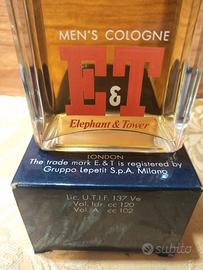 MEN'S COLOGNE
E&T
Elephant & Tower
LONDON
The trade mark E.&T is registered by
Gruppo Lepetit S.p.A. Milano
Lic. U.T.I.F. 137 Ve
Vol. Idr. cc 120
Vol. A. cc 102
subito